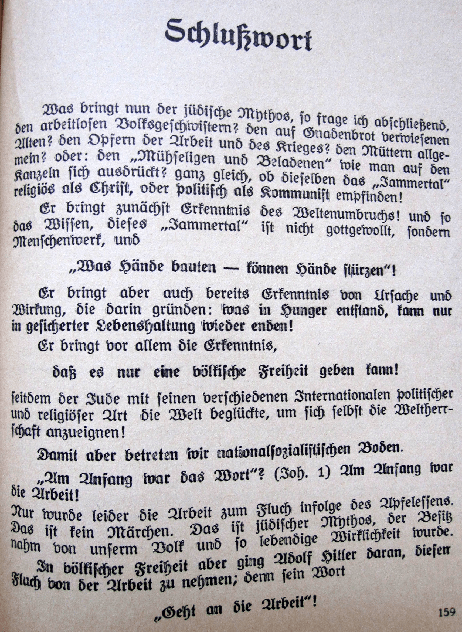 Schlußwort
Was bringt nun der jüdische Mythos, so frage ich abschließend,
den arbeitlosen Volksgeschwistern? den auf Gnadenbrot verwiesenen
Alten? den Opfern der Arbeit und des Krieges? den Müttern allge-
mein? oder: den „Mühseligen und Beladenen" wie man auf den
Kanzeln sich ausdrückt? ganz gleich, ob dieselben das „Jammertal"
religiös als Christ, oder politisch als Kommunist empfinden!
Er bringt zunächst Erkenntnis des Weltenumbruchs! und so
das Wissen, dieses „Jammertal" ist nicht gottgewollt, sondern
Menschenwerk, und
„Was Hände bauten — können Hände stürzen"!
Er bringt aber auch bereits Erkenntnis von Ursache und
Wirkung, die darin gründen: was in Hunger entstand, kann nur
in gesicherter Lebenshaltung wieder enden!
Er bringt vor allem die Erkenntnis,
daß es nur eine völkische Freiheit geben kann!
seitdem der Jude mit seinen verschiedenen Internationalen politischer
und religiöser Art die Welt beglückte, um sich selbst die Weltherr-
schaft anzueignen!
Damit aber betreten wir nationalsozialistischen Boden.
„Am Anfang war das Wort"? (Joh. 1) Am Anfang war
die Arbeit!
Nur wurde leider die Arbeit zum Fluch infolge des Apfelessens.
Das ist kein Märchen. Das ist jüdischer Mythos, der Besitz
nahm von unserm Volk und so lebendige Wirklichkeit wurde.
In völkischer Freiheit aber ging Adolf Hitler daran, diesen
Fluch von der Arbeit zu nehmen; denn sein Wort
„Geht an die Arbeit"!
159